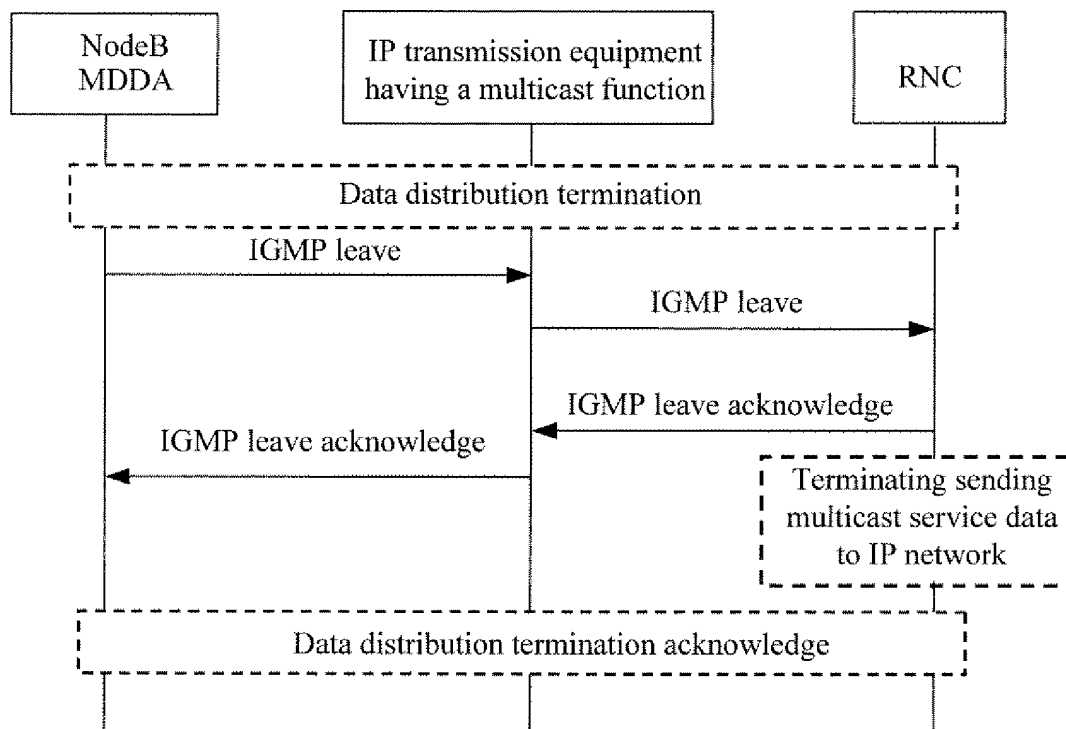 NodeB
MDDA
IP transmission equipment
having a multicast function
RNC
Data distribution termination
IGMP leave
IGMP leave
IGMP leave acknowledge
IGMP leave acknowledge
Terminating sending
multicast service data
to IP network
Data distribution termination acknowledge